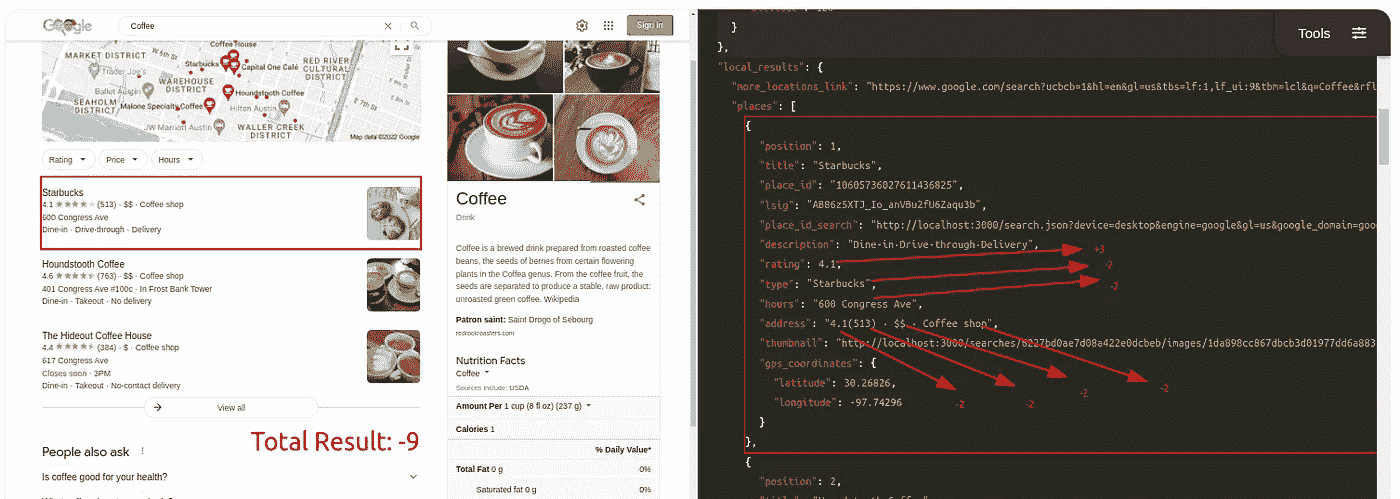 Google
Coffee
Sign in
Coffee House
MARKET DISTRICT
W 6th St
Starbucks
Capital One Café
RED RIVER CULTURAL DISTRICT
Trader Joe's
WAREHOUSE DISTRICT
Houndstooth Coffee
E 7th St
SEAHOLM DISTRICT
Malone Specialty Coffee
Hilton Austin
JW Marriott Austin
WALLER CREEK DISTRICT
Map data ©2022 Google
Rating
Price
Hours
Starbucks
4.1 (513) · $$ · Coffee shop
600 Congress Ave
Dine-in · Drive-through · Delivery
Houndstooth Coffee
4.6 (763) · $$ · Coffee shop
401 Congress Ave #100c · In Frost Bank Tower
Dine-in · Takeout · No delivery
The Hideout Coffee House
4.4 (384) · $ · Coffee shop
617 Congress Ave
Closes soon · 3PM
Dine-in · Takeout · No-contact delivery
View all
Total Result: -9
People also ask
Is coffee good for your health?
Coffee
Drink
Coffee is a brewed drink prepared from roasted coffee
beans, the seeds of berries from certain flowering
plants in the Coffea genus. From the coffee fruit, the
seeds are separated to produce a stable, raw product:
unroasted green coffee. Wikipedia
Patron saint: Saint Drogo of Sebourg
redrockroasters.com
Nutrition Facts
Coffee
Sources include: USDA
Amount Per 1 cup (8 fl oz) (237 g)
Calories 1
% Daily Value*
Total Fat 0 g 0%
Saturated fat 0 g 0%
Tools
}
},
"local_results": {
"more_locations_link": "https://www.google.com/search?ucbcb=1&hl=en&gl=us&tbs=lf:1,lf_ui:9&tbm=lcl&q=Coffee&rfl
"places": [
{
"position": 1,
"title": "Starbucks",
"place_id": "10605736027611436825",
"lsig": "AB86z5XTJ_Io_anVBu2fU6Zaqu3b",
"place_id_search": "http://localhost:3000/search.json?device=desktop&engine=google&gl=us&google_domain=goo
"description": "Dine-in·Drive-through·Delivery",
+3
"rating": 4.1,
-2
"type": "Starbucks",
-2
"hours": "600 Congress Ave",
"address": "4.1(513) · $$ · Coffee shop",
"thumbnail": "http://localhost:3000/searches/6227bd0ae7d08a422e0dcbeb/images/1da898cc867dbcb3d01977dd6a883
"gps_coordinates": {
"latitude": 30.26826,
-2
-2
"longitude": -97.74296
-2
-2
}
},
{
"position": 2,